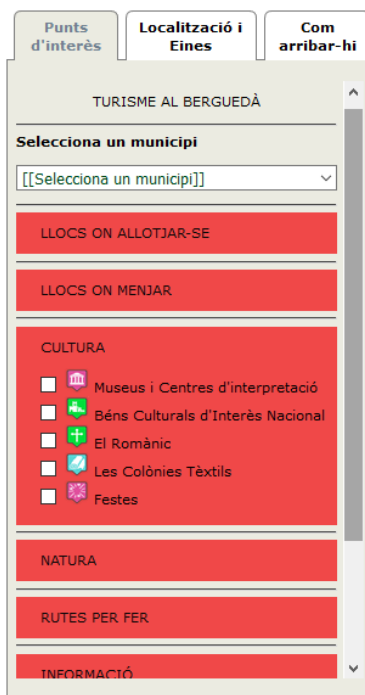 Punts
d'interès
Localització i
Eines
Com
arribar-hi
TURISME AL BERGUEDÀ
Selecciona un municipi
[[Selecciona un municipi]]
LLOCS ON ALLOTJAR-SE
LLOCS ON MENJAR
CULTURA
Museus i Centres d'interpretació
Béns Culturals d'Interès Nacional
El Romànic
Les Colònies Tèxtils
Festes
NATURA
RUTES PER FER
INFORMACIÓ